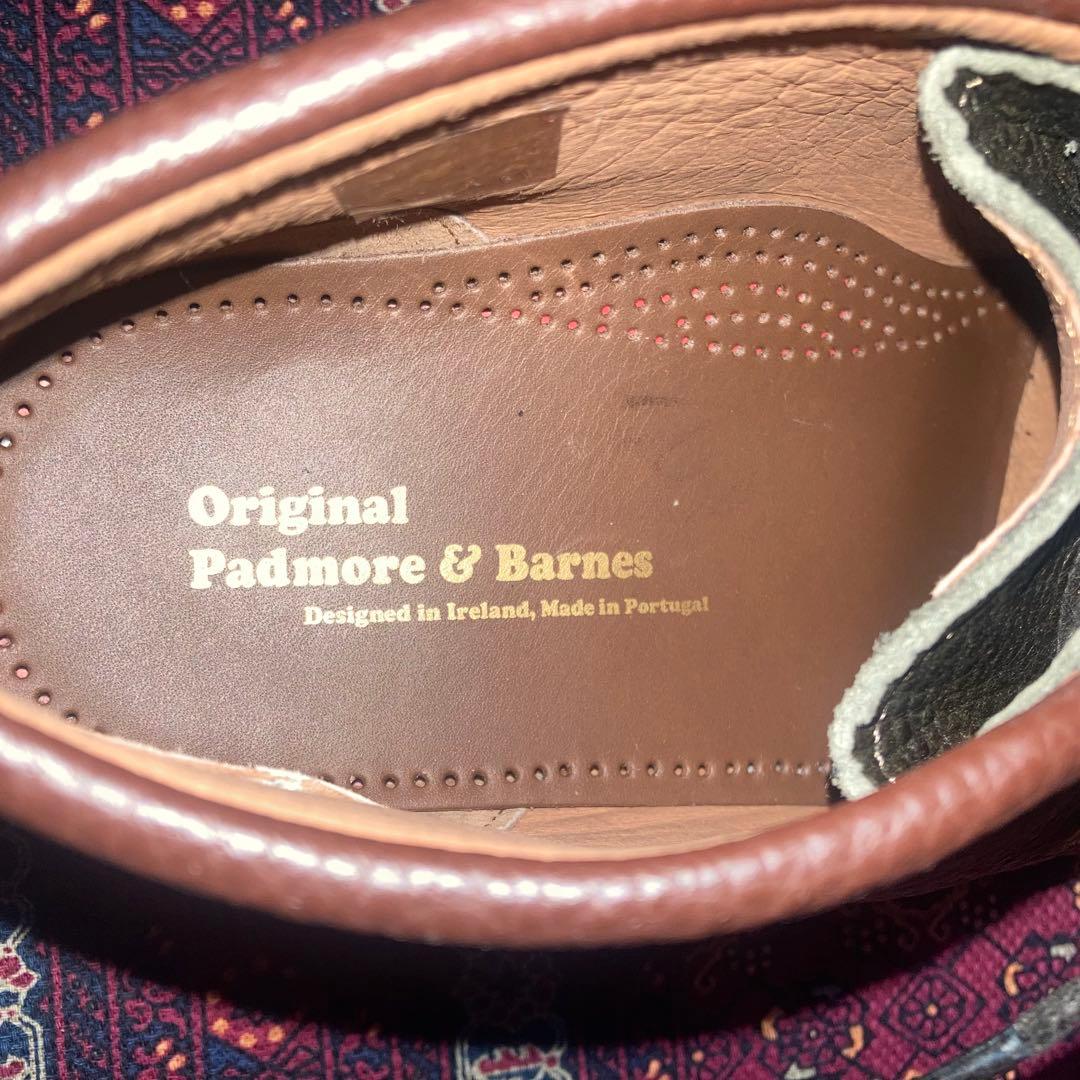 Original
Padmore & Barnes
Designed in Ireland, Made in Portugal